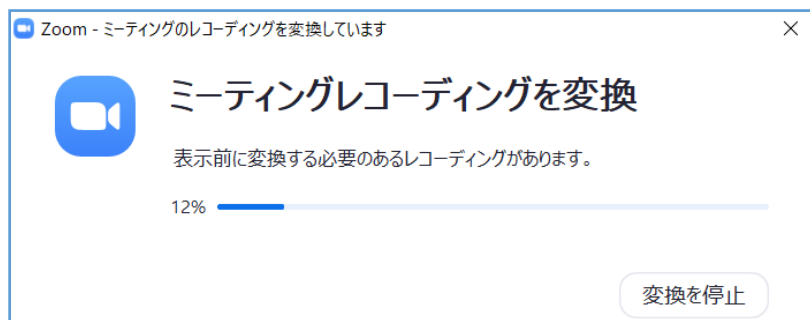 Zoom - ミーティングのレコーディングを変換しています
ミーティングレコーディングを変換
表示前に変換する必要のあるレコーディングがあります。
12%
変換を停止